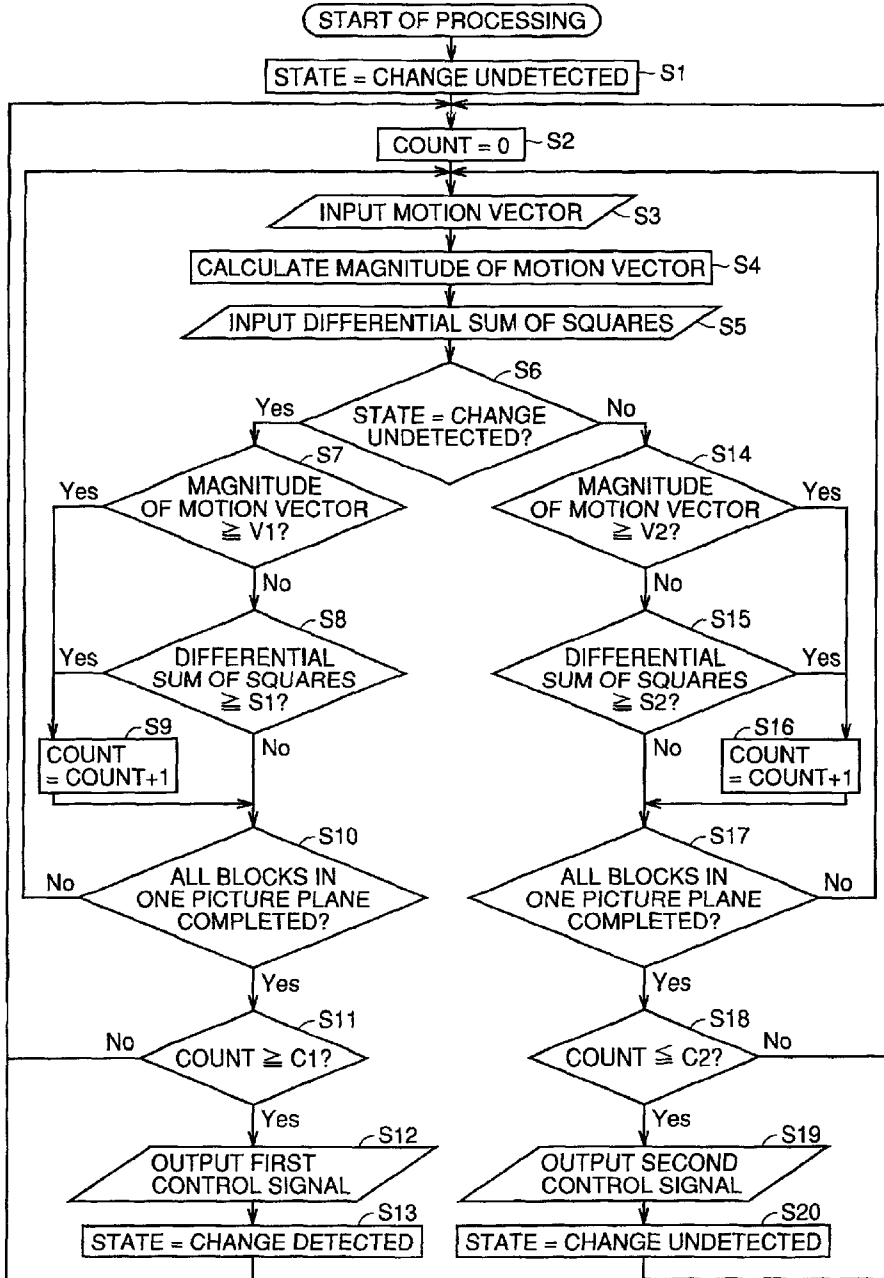 START OF PROCESSING
STATE = CHANGE UNDETECTED
S1
COUNT = 0
S2
INPUT MOTION VECTOR
S3
CALCULATE MAGNITUDE OF MOTION VECTOR
S4
INPUT DIFFERENTIAL SUM OF SQUARES
S5
S6
Yes
STATE = CHANGE
UNDETECTED?
No
S7
Yes
MAGNITUDE
OF MOTION VECTOR
≧ V1?
No
S14
MAGNITUDE
OF MOTION VECTOR
≧ V2?
Yes
No
S8
Yes
DIFFERENTIAL
SUM OF SQUARES
≧ S1?
No
S15
DIFFERENTIAL
SUM OF SQUARES
≧ S2?
Yes
No
S9
COUNT
= COUNT+1
S16
COUNT
= COUNT+1
S10
No
ALL BLOCKS IN
ONE PICTURE PLANE
COMPLETED?
Yes
S17
ALL BLOCKS IN
ONE PICTURE PLANE
COMPLETED?
No
Yes
S11
No
COUNT ≧ C1?
Yes
S18
COUNT ≦ C2?
No
Yes
S12
OUTPUT FIRST
CONTROL SIGNAL
S19
OUTPUT SECOND
CONTROL SIGNAL
S13
STATE = CHANGE DETECTED
S20
STATE = CHANGE UNDETECTED